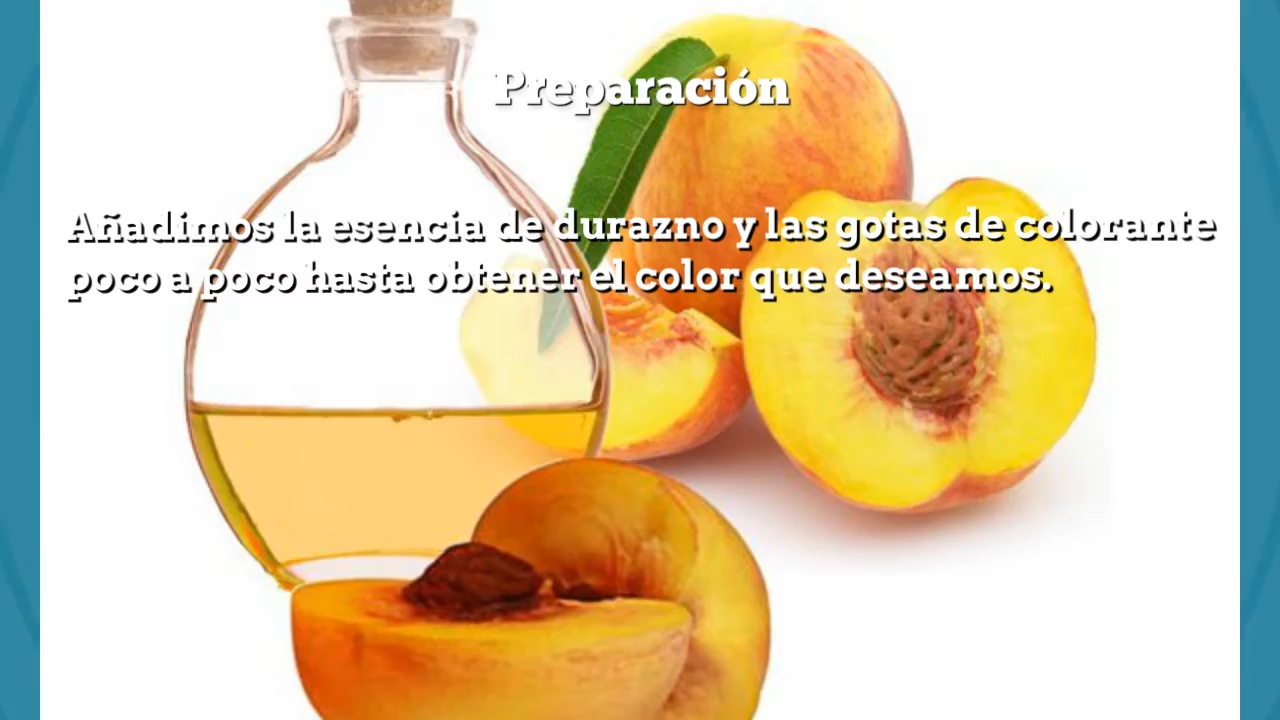 Preparación
Añadimos la esencia de durazno y las gotas de colorante
poco a poco hasta obtener el color que deseamos.